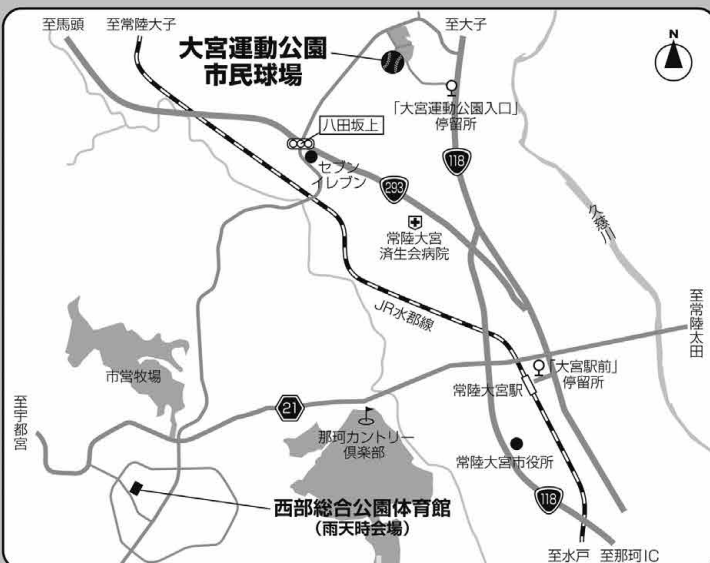 至馬頭
至常陸大子
至大子
N
大宮運動公園
市民球場
「大宮運動公園入口」
停留所
八田坂上
セブン
イレブン
118
293
常陸大宮
済生会病院
久慈川
JR水郡線
至常陸太田
市営牧場
「大宮駅前」
停留所
常陸大宮駅
至宇都宮
21
那珂カントリー
倶楽部
常陸大宮市役所
118
西部総合公園体育館
(雨天時会場)
至水戸
至那珂IC